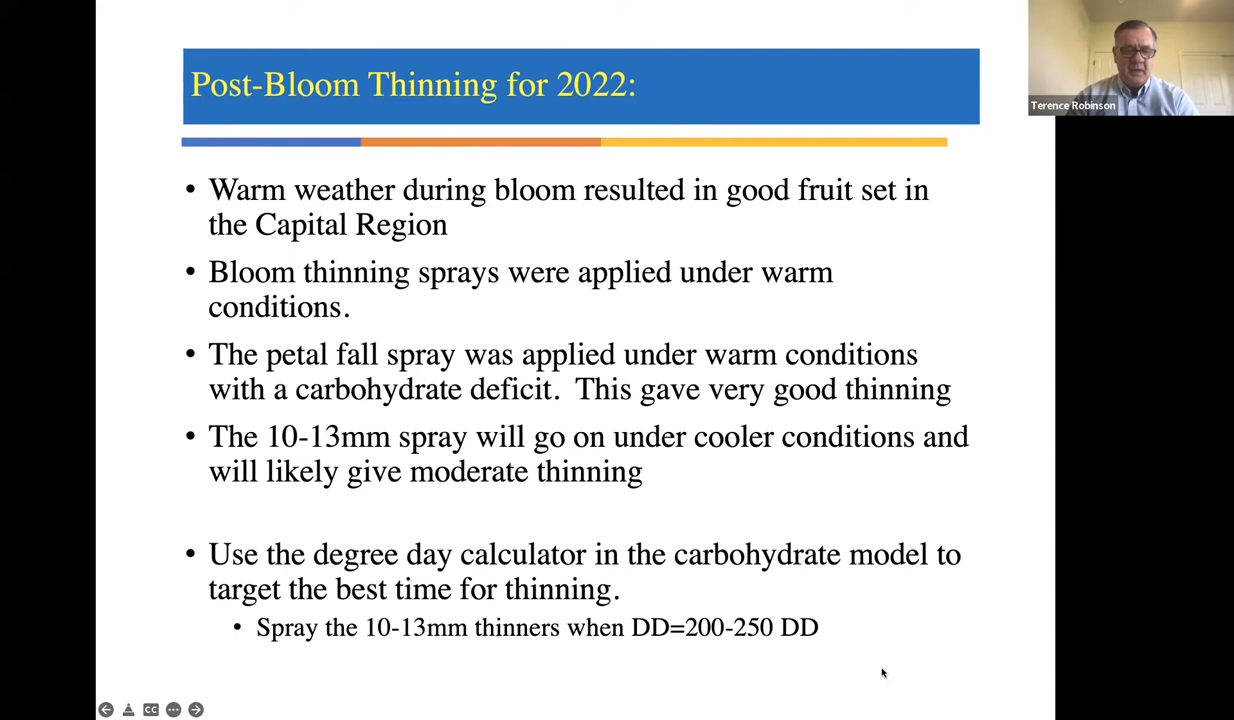 Post-Bloom Thinning for 2022:
Terence Robinson
• Warm weather during bloom resulted in good fruit set in
the Capital Region
• Bloom thinning sprays were applied under warm
conditions.
• The petal fall spray was applied under warm conditions
with a carbohydrate deficit.  This gave very good thinning
• The 10-13mm spray will go on under cooler conditions and
will likely give moderate thinning
• Use the degree day calculator in the carbohydrate model to
target the best time for thinning.
• Spray the 10-13mm thinners when DD=200-250 DD
CC